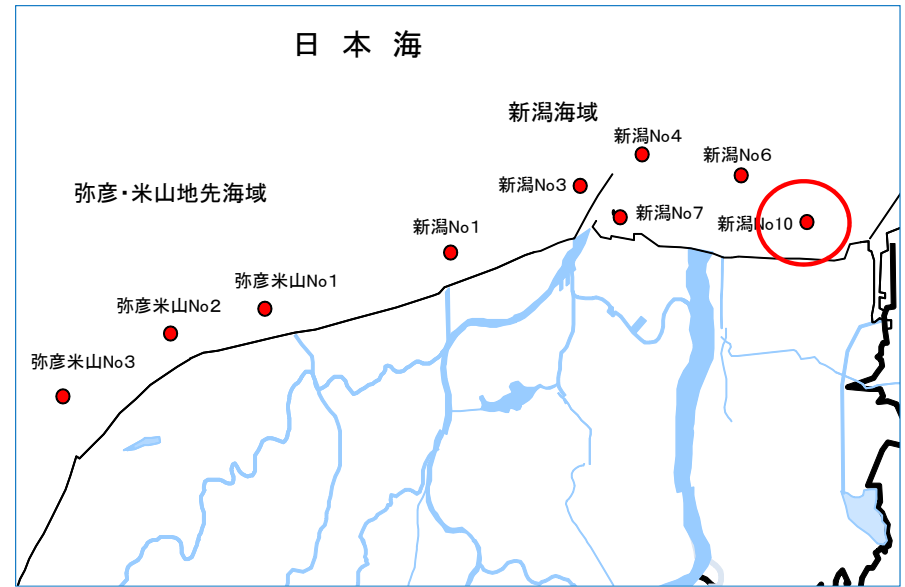 日 本 海
新潟海域
新潟No4
新潟No6
弥彦・米山地先海域
新潟No3
新潟No7
新潟No10
新潟No1
弥彦米山No1
弥彦米山No2
弥彦米山No3